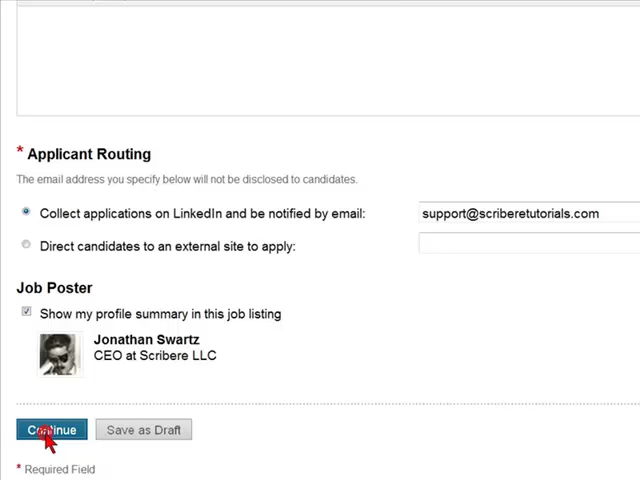 * Applicant Routing
The email address you specify below will not be disclosed to candidates.
Collect applications on LinkedIn and be notified by email: support@scriberetutorials.com
Direct candidates to an external site to apply:
Job Poster
Show my profile summary in this job listing
Jonathan Swartz
CEO at Scribere LLC
Continue Save as Draft
* Required Field